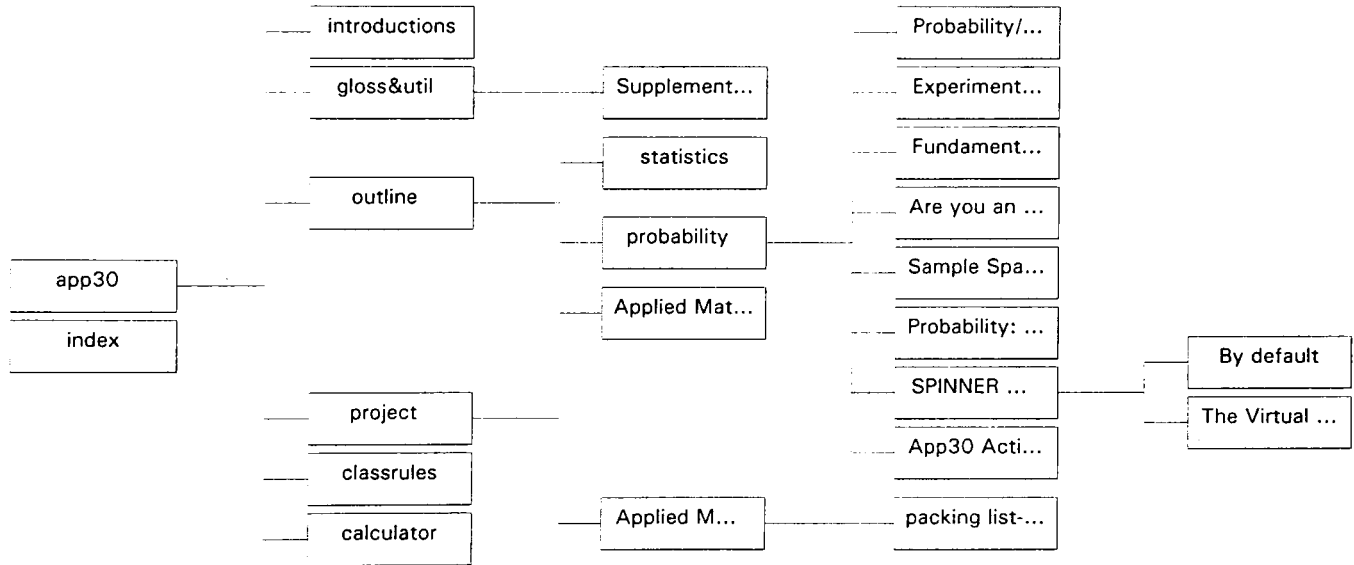 app30
index
introductions
gloss&util
outline
project
classrules
calculator
Supplement...
statistics
probability
Applied Mat...
Applied M...
Probability/...
Experiment...
Fundament...
Are you an ...
Sample Spa...
Probability: ...
SPINNER ...
App30 Acti...
packing list-...
By default
The Virtual ...